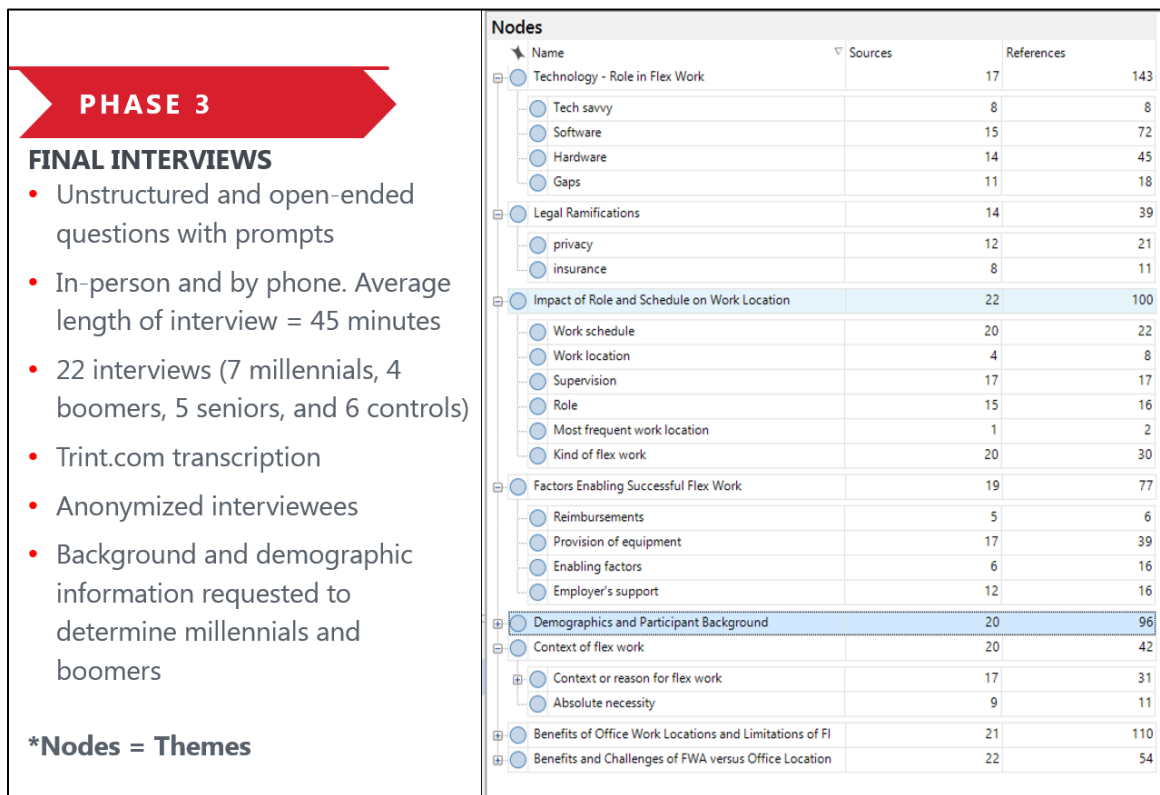 PHASE 3
FINAL INTERVIEWS
• Unstructured and open-ended
questions with prompts
• In-person and by phone. Average
length of interview = 45 minutes
• 22 interviews (7 millennials, 4
boomers, 5 seniors, and 6 controls)
• Trint.com transcription
• Anonymized interviewees
• Background and demographic
information requested to
determine millennials and
boomers
*Nodes = Themes
Nodes
Name Sources References
Technology - Role in Flex Work 17 143
Tech savvy 8 8
Software 15 72
Hardware 14 45
Gaps 11 18
Legal Ramifications 14 39
privacy 12 21
insurance 8 11
Impact of Role and Schedule on Work Location 22 100
Work schedule 20 22
Work location 4 8
Supervision 17 17
Role 15 16
Most frequent work location 1 2
Kind of flex work 20 30
Factors Enabling Successful Flex Work 19 77
Reimbursements 5 6
Provision of equipment 17 39
Enabling factors 6 16
Employer's support 12 16
Demographics and Participant Background 20 96
Context of flex work 20 42
Context or reason for flex work 17 31
Absolute necessity 9 11
Benefits of Office Work Locations and Limitations of Fl 21 110
Benefits and Challenges of FWA versus Office Location 22 54